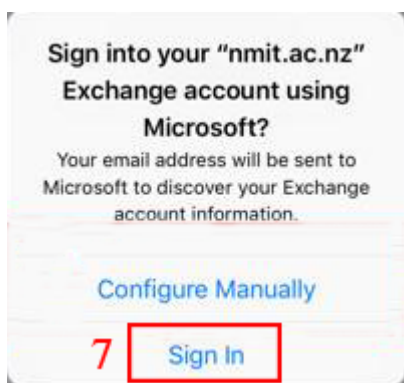 Sign into your “nmit.ac.nz”
Exchange account using
Microsoft?
Your email address will be sent to
Microsoft to discover your Exchange
account information.
Configure Manually
7 Sign In